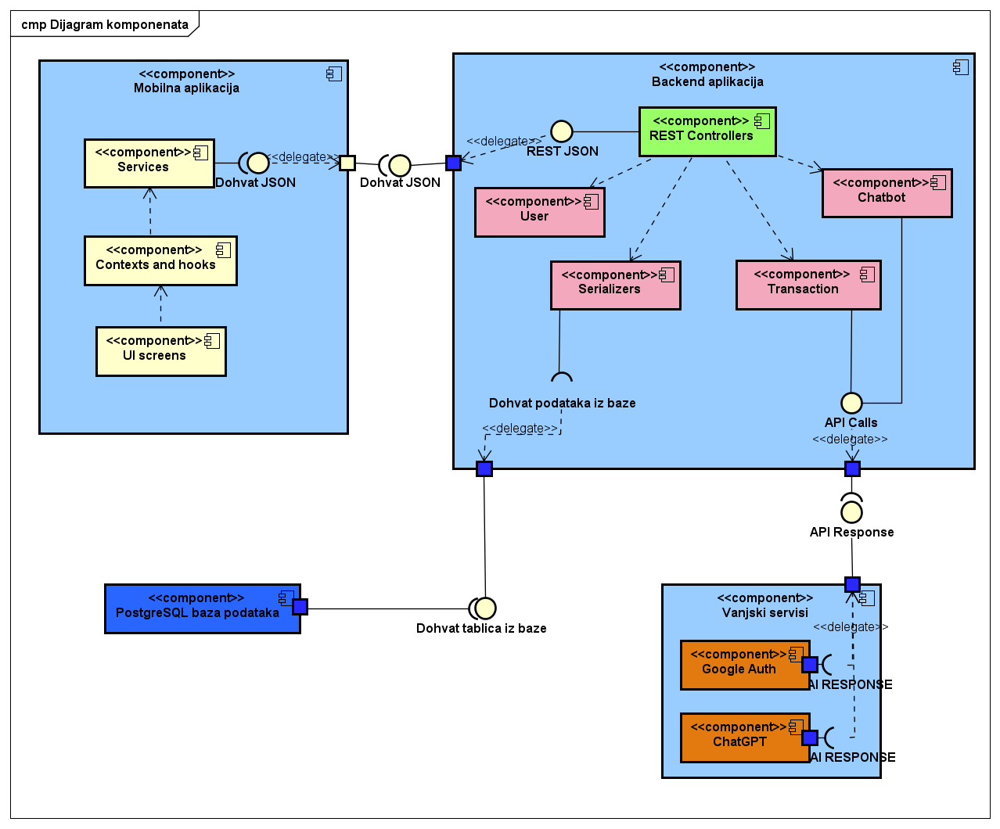 cmp Dijagram komponenata
<<component>>
Mobilna aplikacija
<<component>>
Services
Dohvat JSON
<<delegate>>
<<component>>
Contexts and hooks
<<component>>
UI screens
Dohvat JSON
<<component>>
Backend aplikacija
<<component>>
REST Controllers
<<delegate>>
REST JSON
<<component>>
User
<<component>>
Chatbot
<<component>>
Serializers
<<component>>
Transaction
Dohvat podataka iz baze
<<delegate>>
API Calls
<<delegate>>
API Response
<<component>>
PostgreSQL baza podataka
Dohvat tablica iz baze
<<component>>
Vanjski servisi
<<delegate>>
<<component>>
Google Auth
AI RESPONSE
<<component>>
ChatGPT
AI RESPONSE